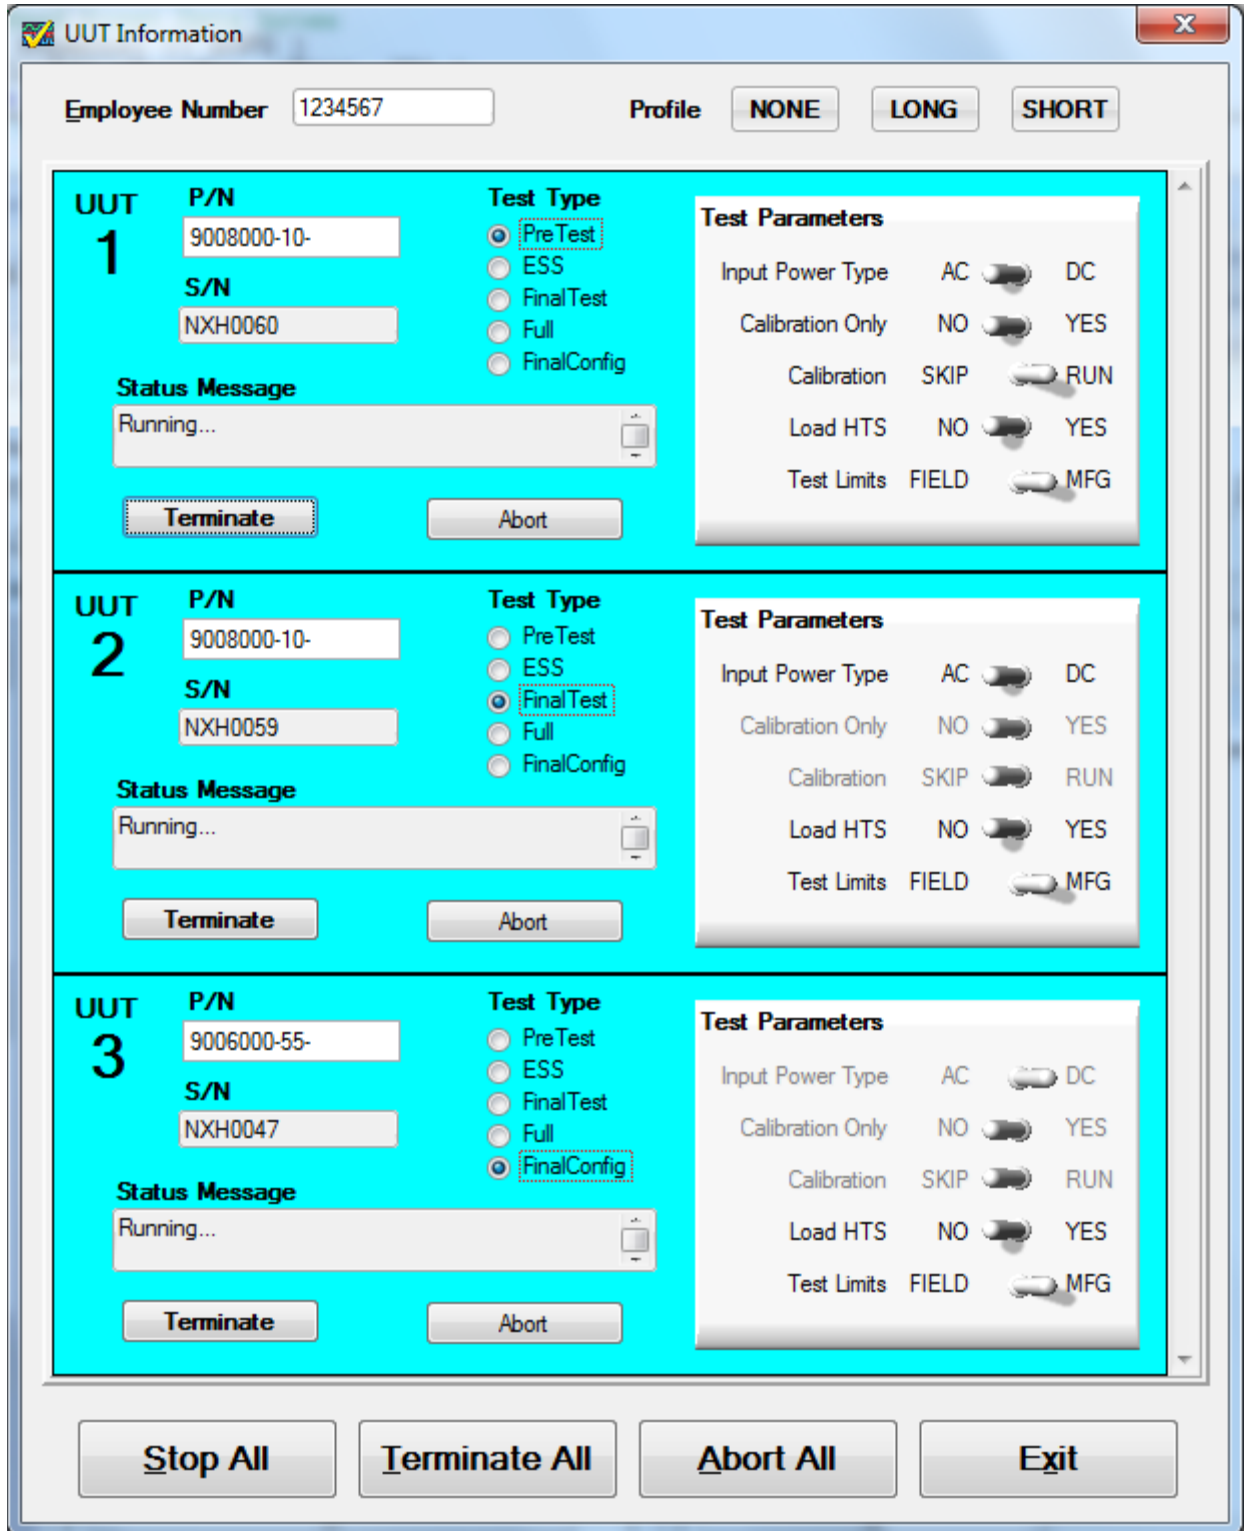 UUT Information
Employee Number 1234567 Profile NONE LONG SHORT
UUT
1
P/N
9008000-10-
S/N
NXH0060
Test Type
PreTest
ESS
FinalTest
Full
FinalConfig
Status Message
Running...
Terminate Abort
Test Parameters
Input Power Type AC DC
Calibration Only NO YES
Calibration SKIP RUN
Load HTS NO YES
Test Limits FIELD MFG
UUT
2
P/N
9008000-10-
S/N
NXH0059
Test Type
PreTest
ESS
FinalTest
Full
FinalConfig
Status Message
Running...
Terminate Abort
Test Parameters
Input Power Type AC DC
Calibration Only NO YES
Calibration SKIP RUN
Load HTS NO YES
Test Limits FIELD MFG
UUT
3
P/N
9006000-55-
S/N
NXH0047
Test Type
PreTest
ESS
FinalTest
Full
FinalConfig
Status Message
Running...
Terminate Abort
Test Parameters
Input Power Type AC DC
Calibration Only NO YES
Calibration SKIP RUN
Load HTS NO YES
Test Limits FIELD MFG
Stop All Terminate All Abort All Exit